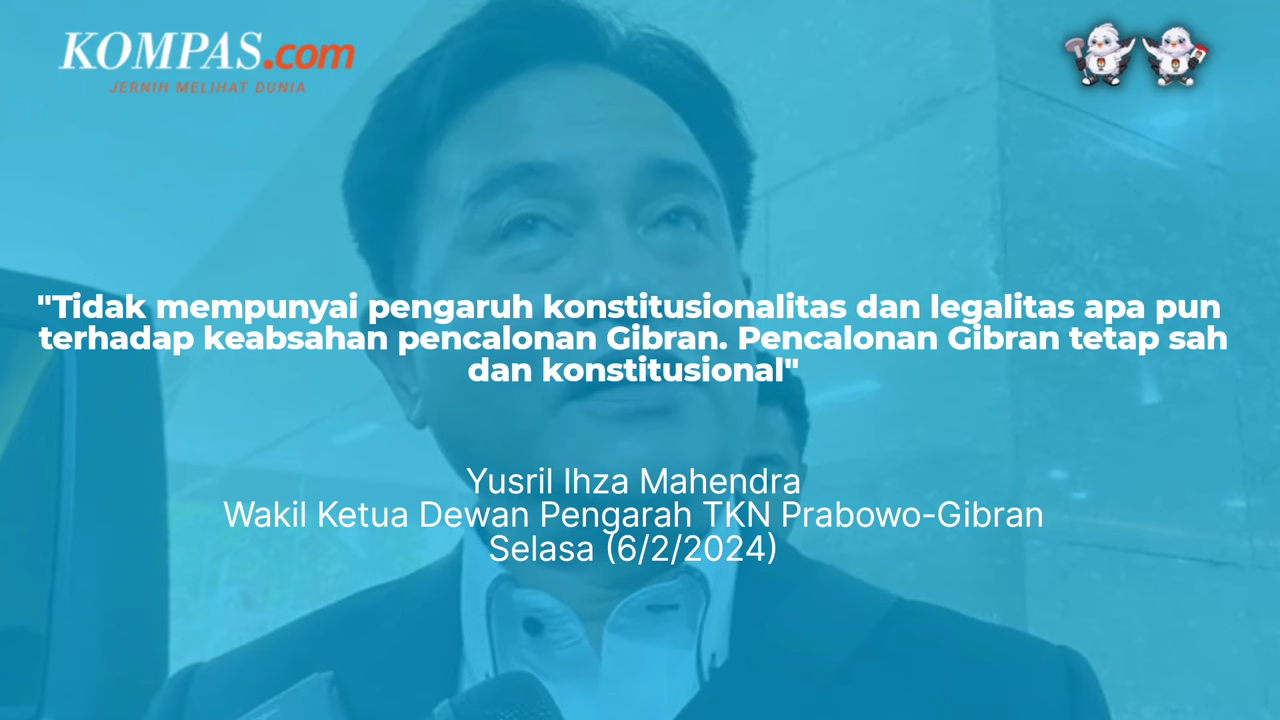 KOMPAS.com
JERNIH MELIHAT DUNIA
"Tidak mempunyai pengaruh konstitusionalitas dan legalitas apa pun
terhadap keabsahan pencalonan Gibran. Pencalonan Gibran tetap sah
dan konstitusional"
Yusril Ihza Mahendra
Wakil Ketua Dewan Pengarah TKN Prabowo-Gibran
Selasa (6/2/2024)